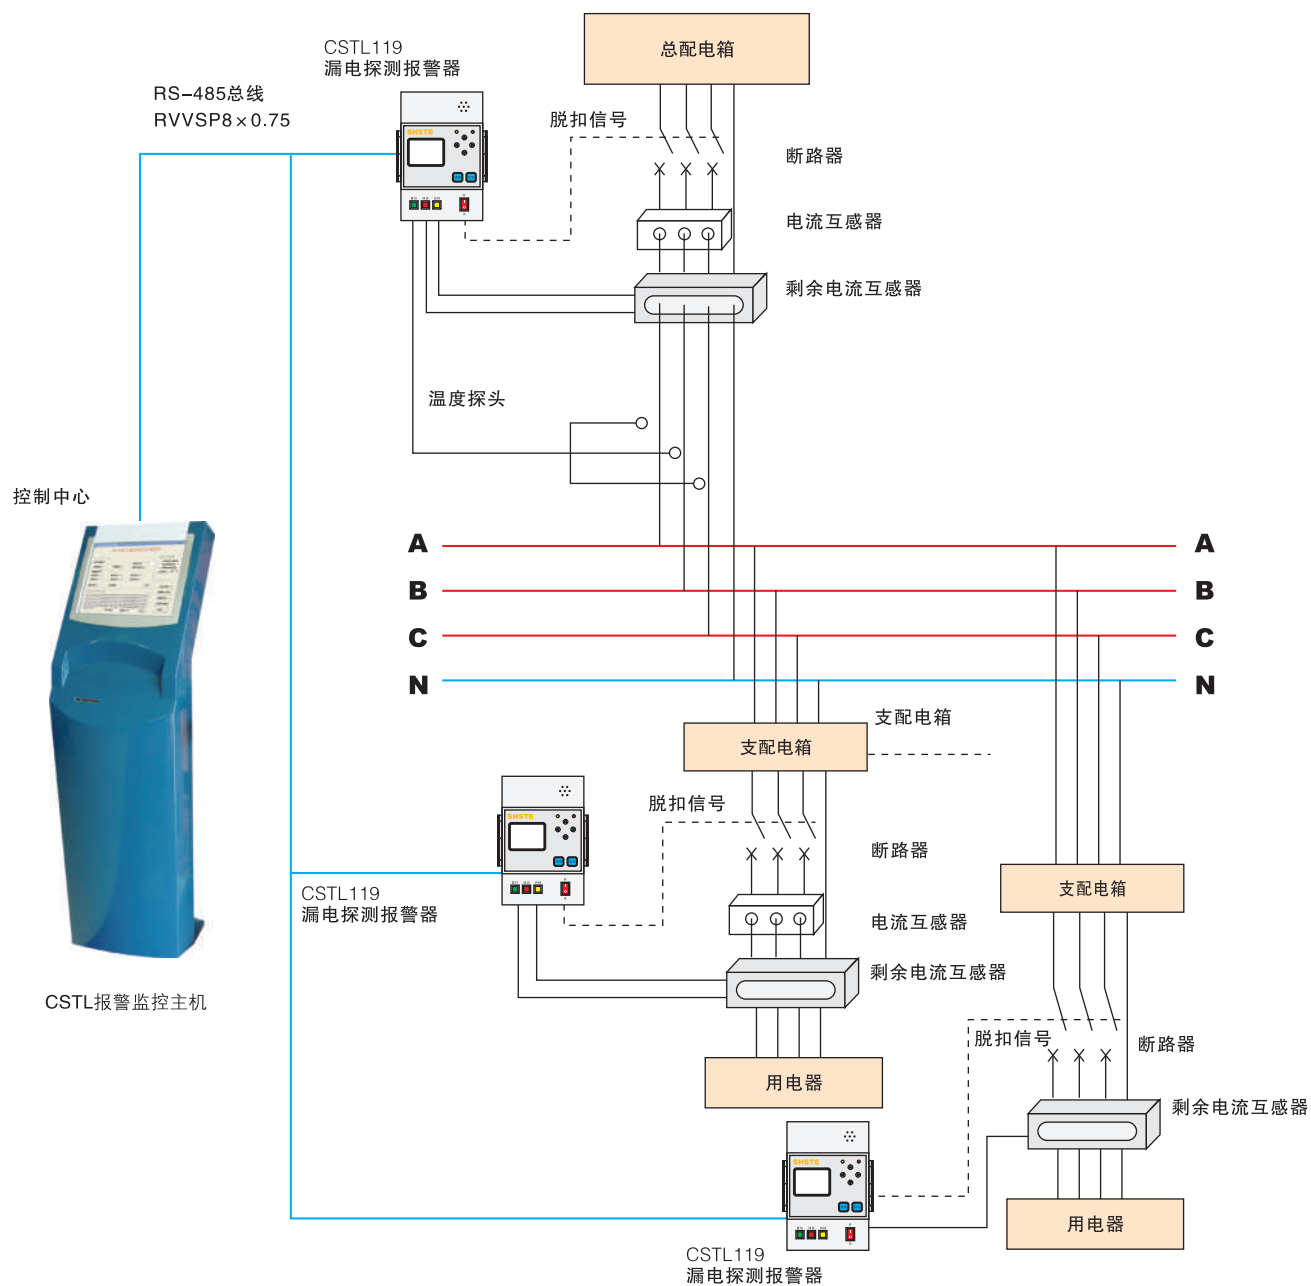 总配电箱
CSTL119
漏电探测报警器
RS-485总线
RVVSP8×0.75
脱扣信号
SHSTE
断路器
电流互感器
剩余电流互感器
温度探头
控制中心
A
A
B
B
C
C
N
N
支配电箱
支配电箱
脱扣信号
SHSTE
断路器
CSTL119
漏电探测报警器
支配电箱
电流互感器
剩余电流互感器
CSTL报警监控主机
脱扣信号
断路器
用电器
剩余电流互感器
SHSTE
用电器
CSTL119
漏电探测报警器